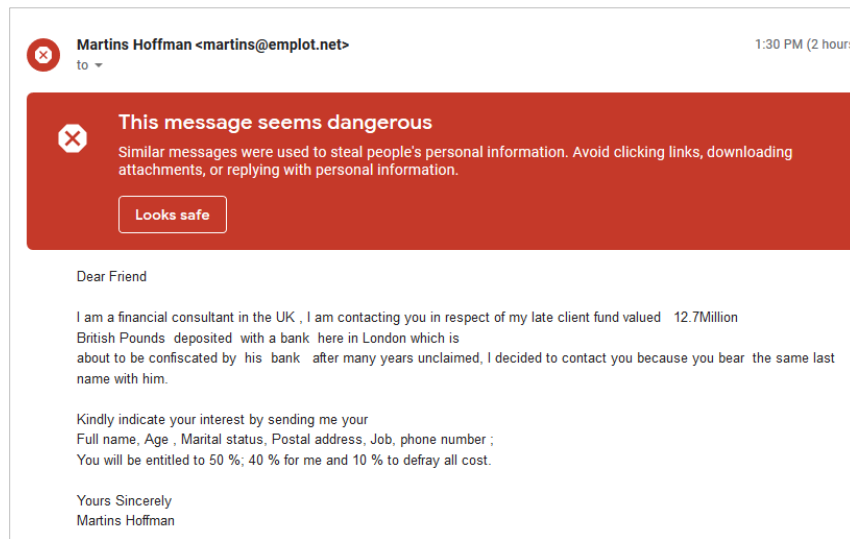 Martins Hoffman <martins@emplot.net>
1:30 PM (2 hours
to
This message seems dangerous
Similar messages were used to steal people's personal information. Avoid clicking links, downloading
attachments, or replying with personal information.
Looks safe
Dear Friend
I am a financial consultant in the UK , I am contacting you in respect of my late client fund valued 12.7Million
British Pounds deposited with a bank here in London which is
about to be confiscated by his bank after many years unclaimed, I decided to contact you because you bear the same last
name with him.
Kindly indicate your interest by sending me your
Full name, Age , Marital status, Postal address, Job, phone number ;
You will be entitled to 50 %; 40 % for me and 10 % to defray all cost.
Yours Sincerely
Martins Hoffman